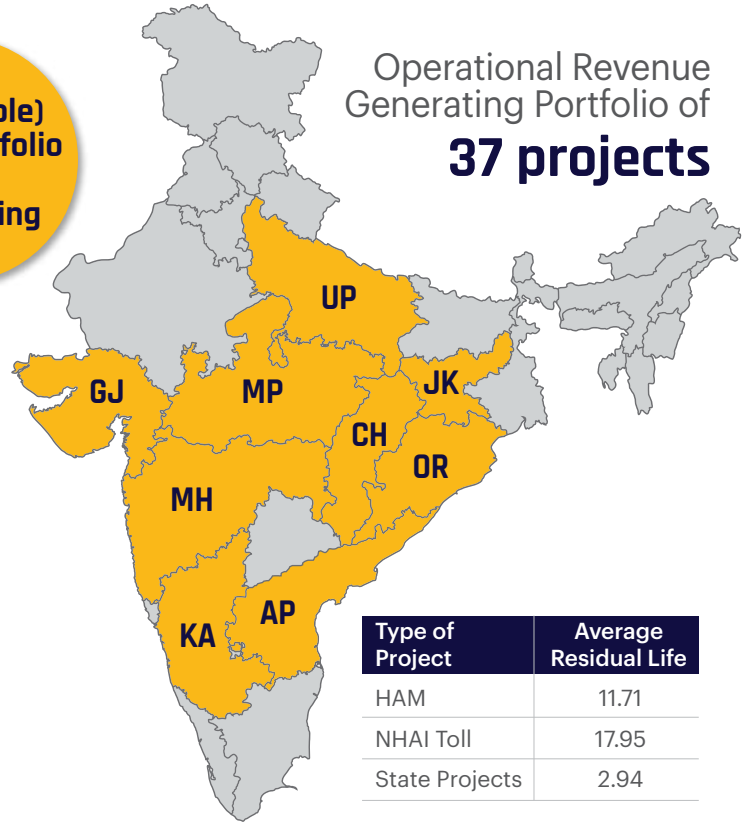 Operational Revenue
Generating Portfolio of
37 projects
UP
GJ
MP
JK
CH
OR
MH
AP
KA
Type of Project
Average Residual Life
HAM 11.71
NHAI Toll 17.95
State Projects 2.94